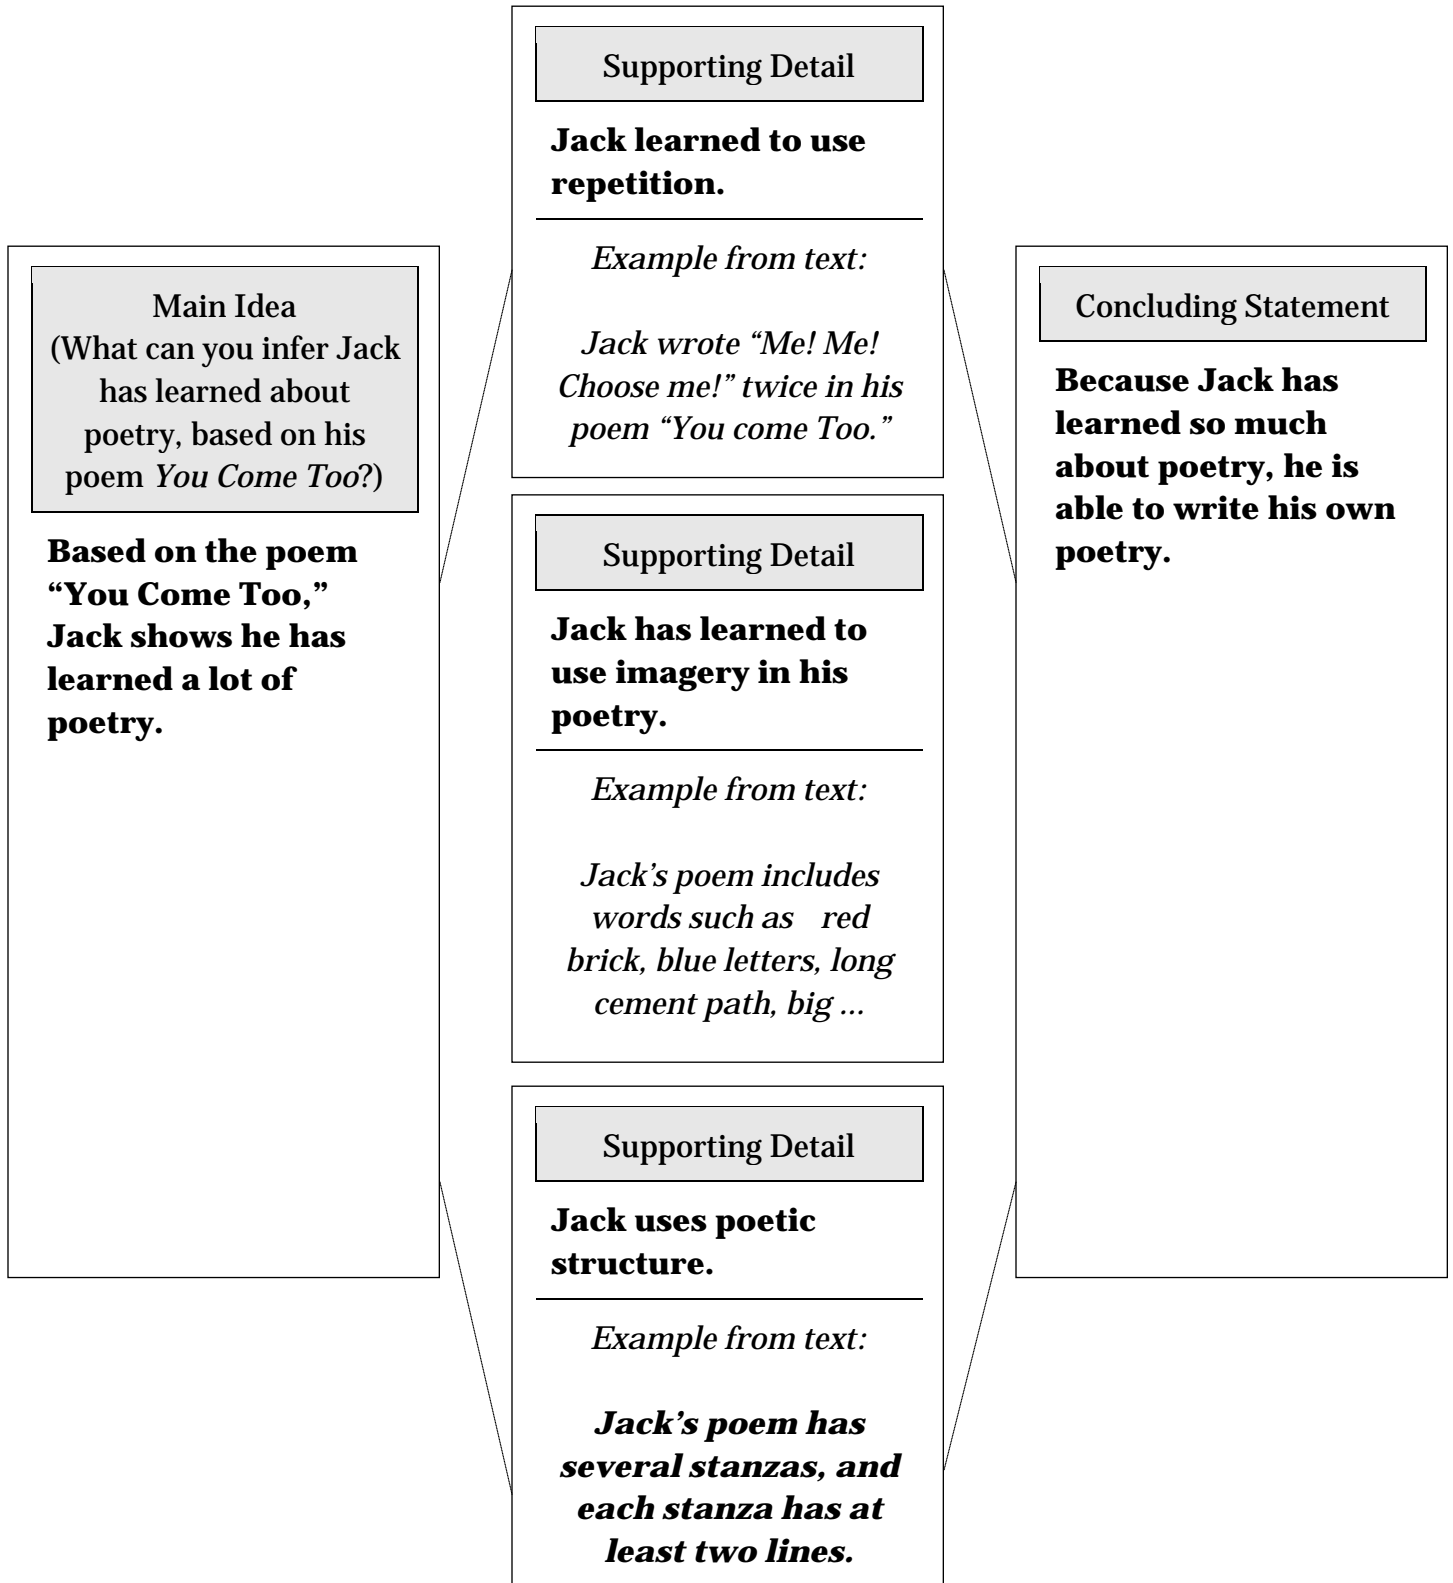 Main Idea
(What can you infer Jack
has learned about
poetry, based on his
poem You Come Too?)
Based on the poem
“You Come Too,”
Jack shows he has
learned a lot of
poetry.
Supporting Detail
Jack learned to use
repetition.
Example from text:
Jack wrote “Me! Me!
Choose me!” twice in his
poem “You come Too.”
Supporting Detail
Jack has learned to
use imagery in his
poetry.
Example from text:
Jack’s poem includes
words such as red
brick, blue letters, long
cement path, big ...
Supporting Detail
Jack uses poetic
structure.
Example from text:
Jack’s poem has
several stanzas, and
each stanza has at
least two lines.
Concluding Statement
Because Jack has
learned so much
about poetry, he is
able to write his own
poetry.